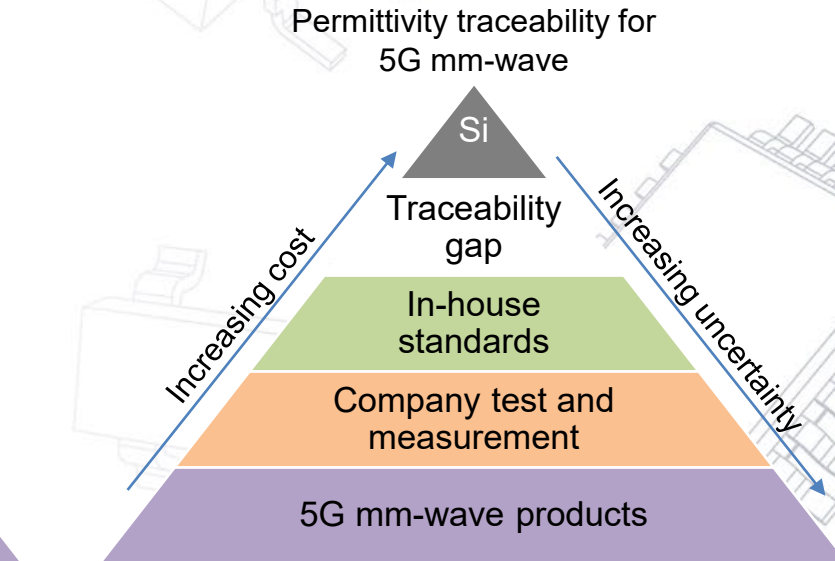 Permittivity traceability for
5G mm-wave
Si
Traceability
gap
Increasing cost
Increasing uncertainty
In-house
standards
Company test and
measurement
5G mm-wave products